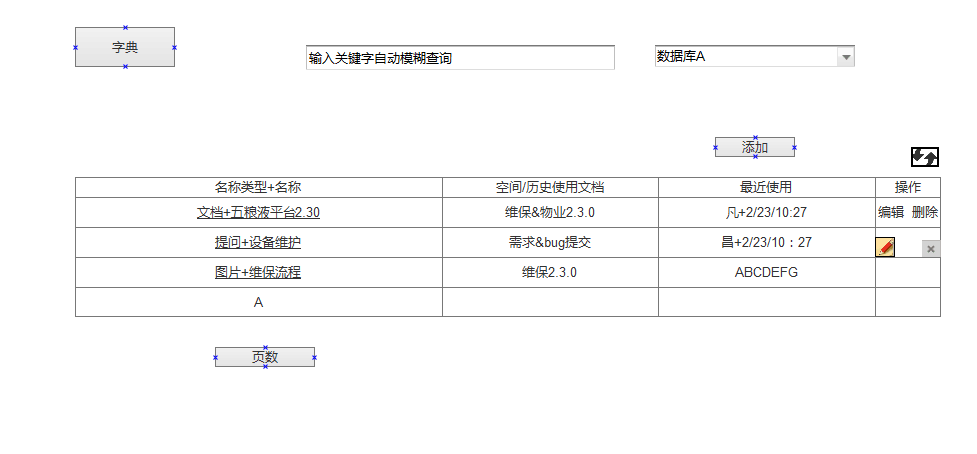 字典
输入关键字自动模糊查询
数据库A
添加
名称类型+名称 空间/历史使用文档 最近使用 操作
文档+五粮液平台2.30 维保&物业2.3.0 凡+2/23/10:27 编辑 删除
提问+设备维护 需求&bug提交 昌+2/23/10：27
图片+维保流程 维保2.3.0 ABCDEFG
A
页数